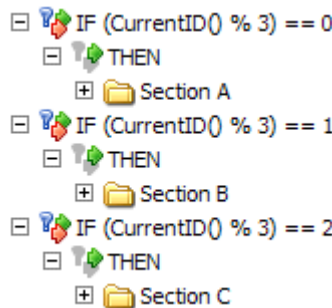 IF (CurrentID() % 3) == 0
THEN
Section A
IF (CurrentID() % 3) == 1
THEN
Section B
IF (CurrentID() % 3) == 2
THEN
Section C